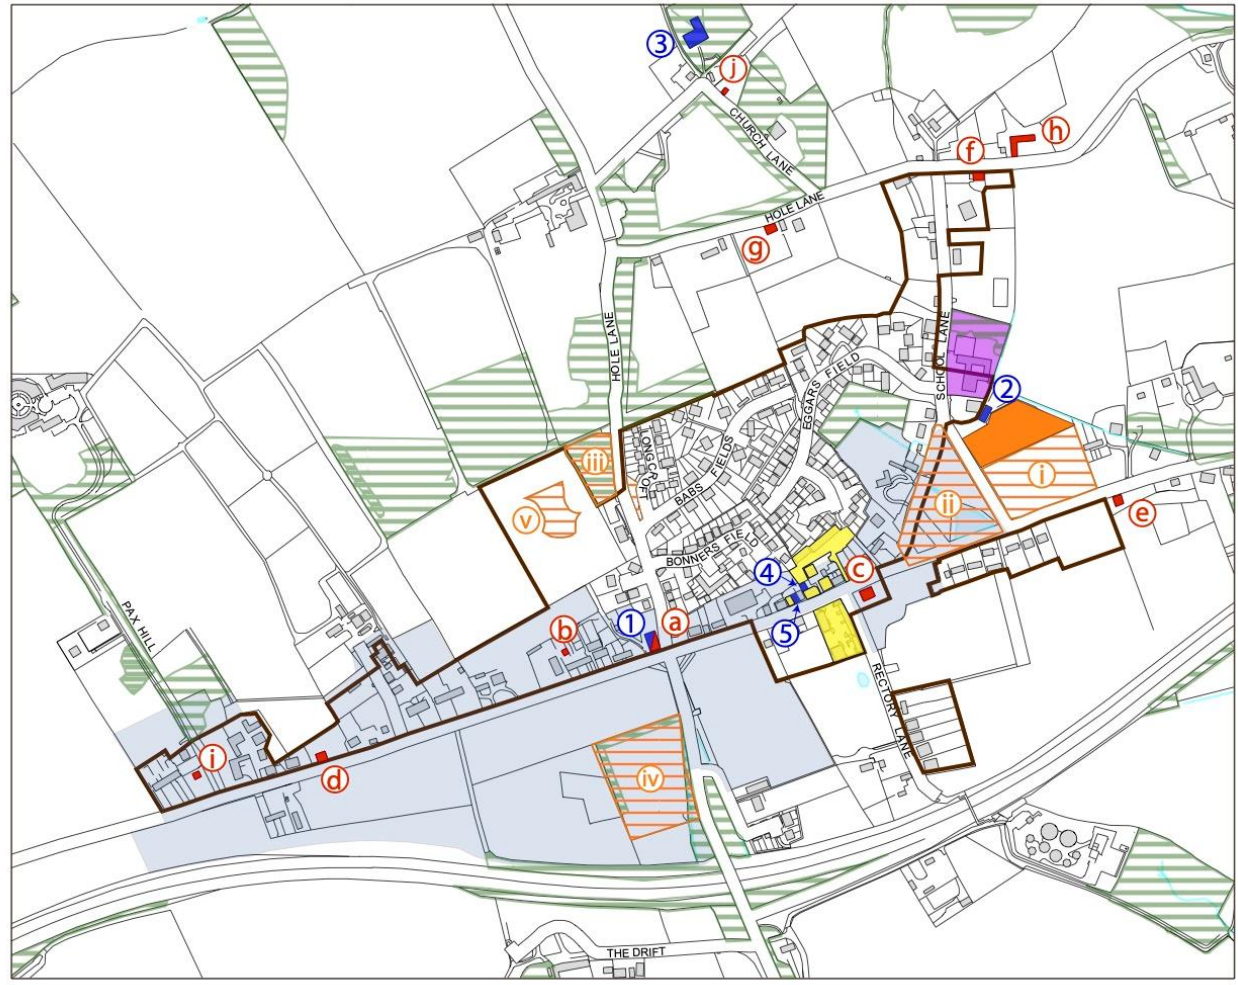 3
j
CHURCH LANE
h
f
HOLE LANE
g
HOLE LANE
SCHOOL LANE
EGGARS FIELD
2
LONGCROFT
iii
BABS FIELDS
i
v
ii
e
BONNERS FIELD
4
c
PAX HILL
b
1
a
5
RECTORY LANE
i
d
iv
THE DRIFT